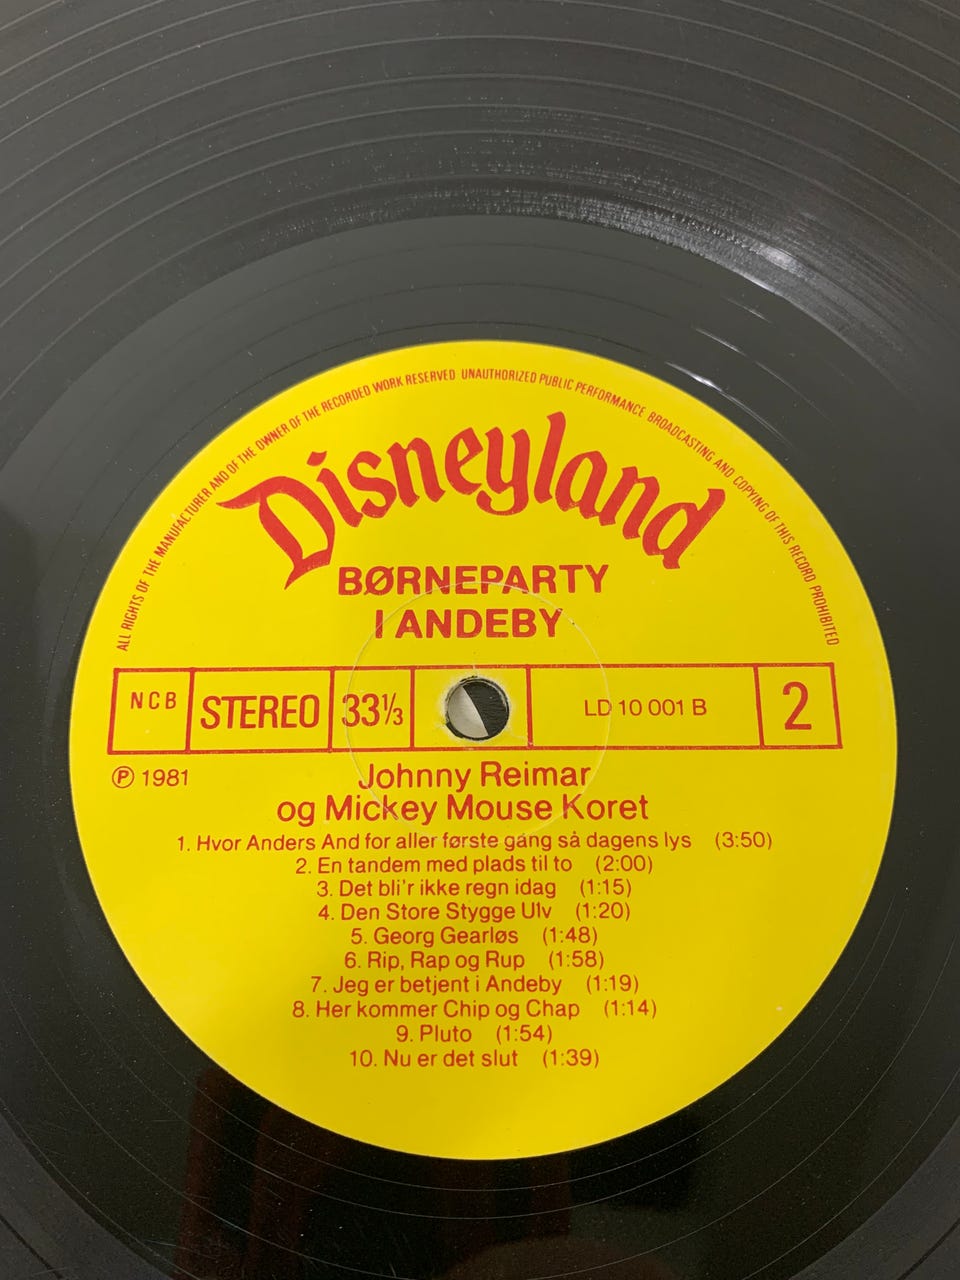 ALL RIGHTS OF THE MANUFACTURER AND OF THE OWNER OF THE RECORDED WORK RESERVED UNAUTHORIZED PUBLIC PERFORMANCE BROADCASTING AND COPYING OF THIS RECORD PROHIBITED
Disneyland
BØRNEPARTY
I ANDEBY
NCB STEREO 33⅓ LD 10 001 B 2
℗ 1981
Johnny Reimar
og Mickey Mouse Koret
1. Hvor Anders And for aller første gang så dagens lys (3:50)
2. En tandem med plads til to (2:00)
3. Det bli'r ikke regn idag (1:15)
4. Den Store Stygge Ulv (1:20)
5. Georg Gearløs (1:48)
6. Rip, Rap og Rup (1:58)
7. Jeg er betjent i Andeby (1:19)
8. Her kommer Chip og Chap (1:14)
9. Pluto (1:54)
10. Nu er det slut (1:39)